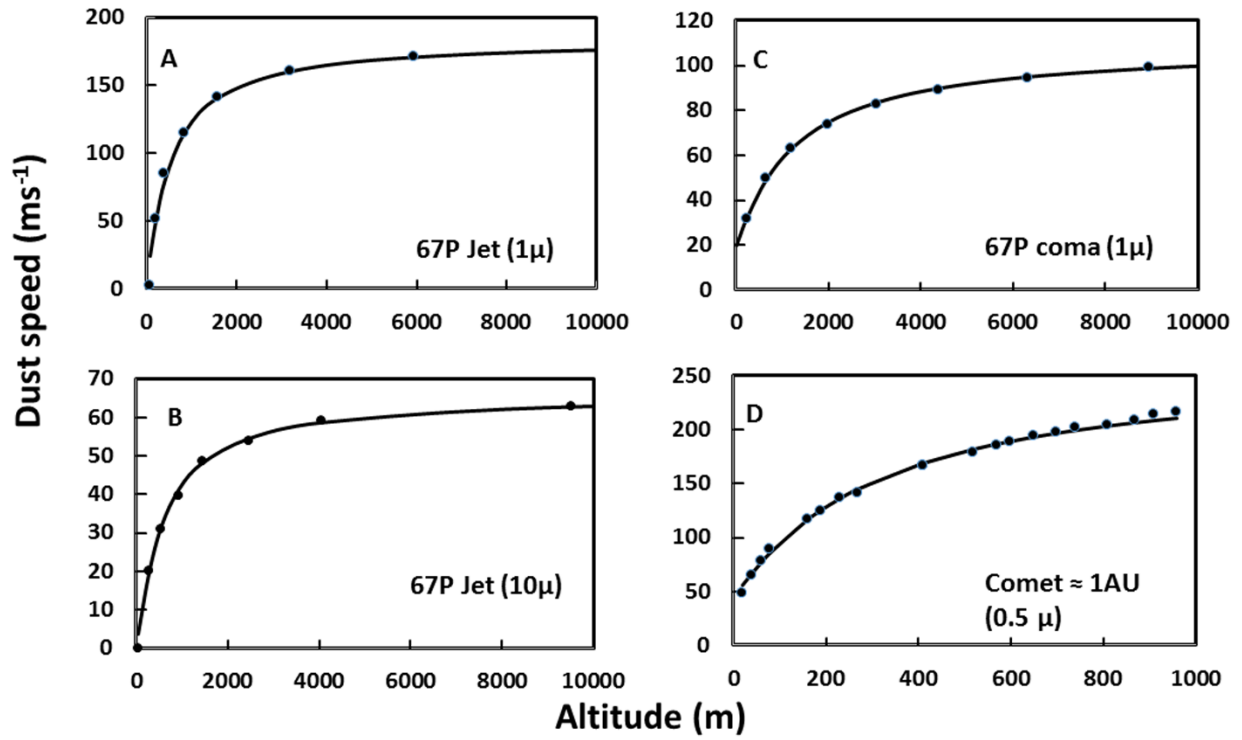 Dust speed (ms-1)
200
150
100
50
0
A
67P Jet (1µ)
0 2000 4000 6000 8000 10000
120
100
80
60
40
20
0
C
67P coma (1µ)
0 2000 4000 6000 8000 10000
70
60
50
40
30
20
10
0
B
67P Jet (10µ)
0 2000 4000 6000 8000 10000
250
200
150
100
50
0
D
Comet ≈ 1AU
(0.5 µ)
0 200 400 600 800 1000
Altitude (m)